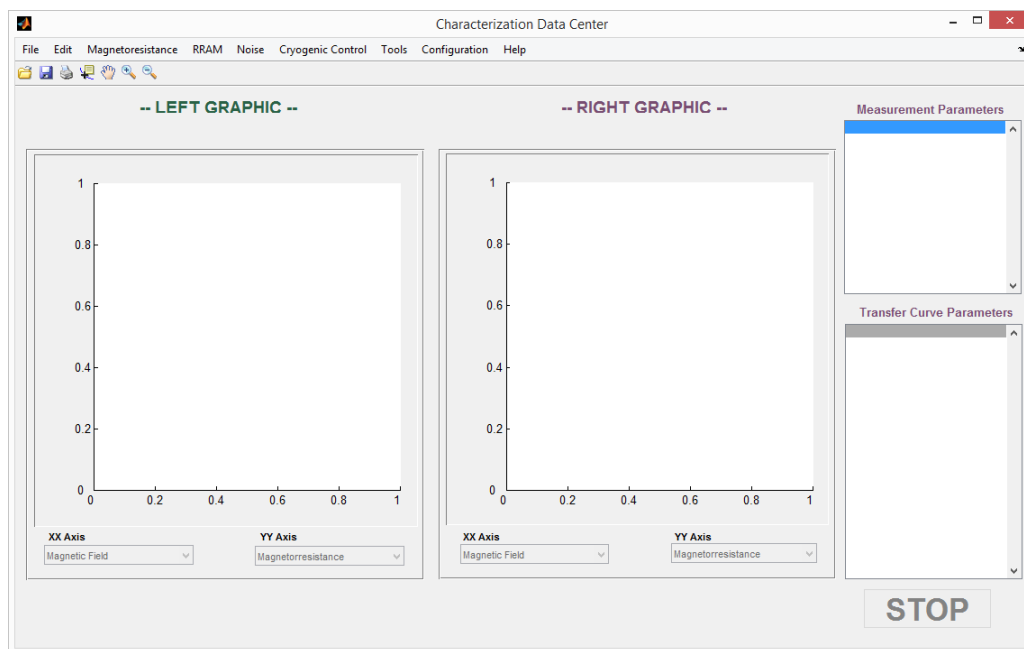 Characterization Data Center
File Edit Magnetoresistance RRAM Noise Cryogenic Control Tools Configuration Help
-- LEFT GRAPHIC --
1
0.8
0.6
0.4
0.2
0
0 0.2 0.4 0.6 0.8 1
XX Axis YY Axis
Magnetic Field Magnetorresistance
-- RIGHT GRAPHIC --
1
0.8
0.6
0.4
0.2
0
0 0.2 0.4 0.6 0.8 1
XX Axis YY Axis
Magnetic Field Magnetorresistance
Measurement Parameters
Transfer Curve Parameters
STOP